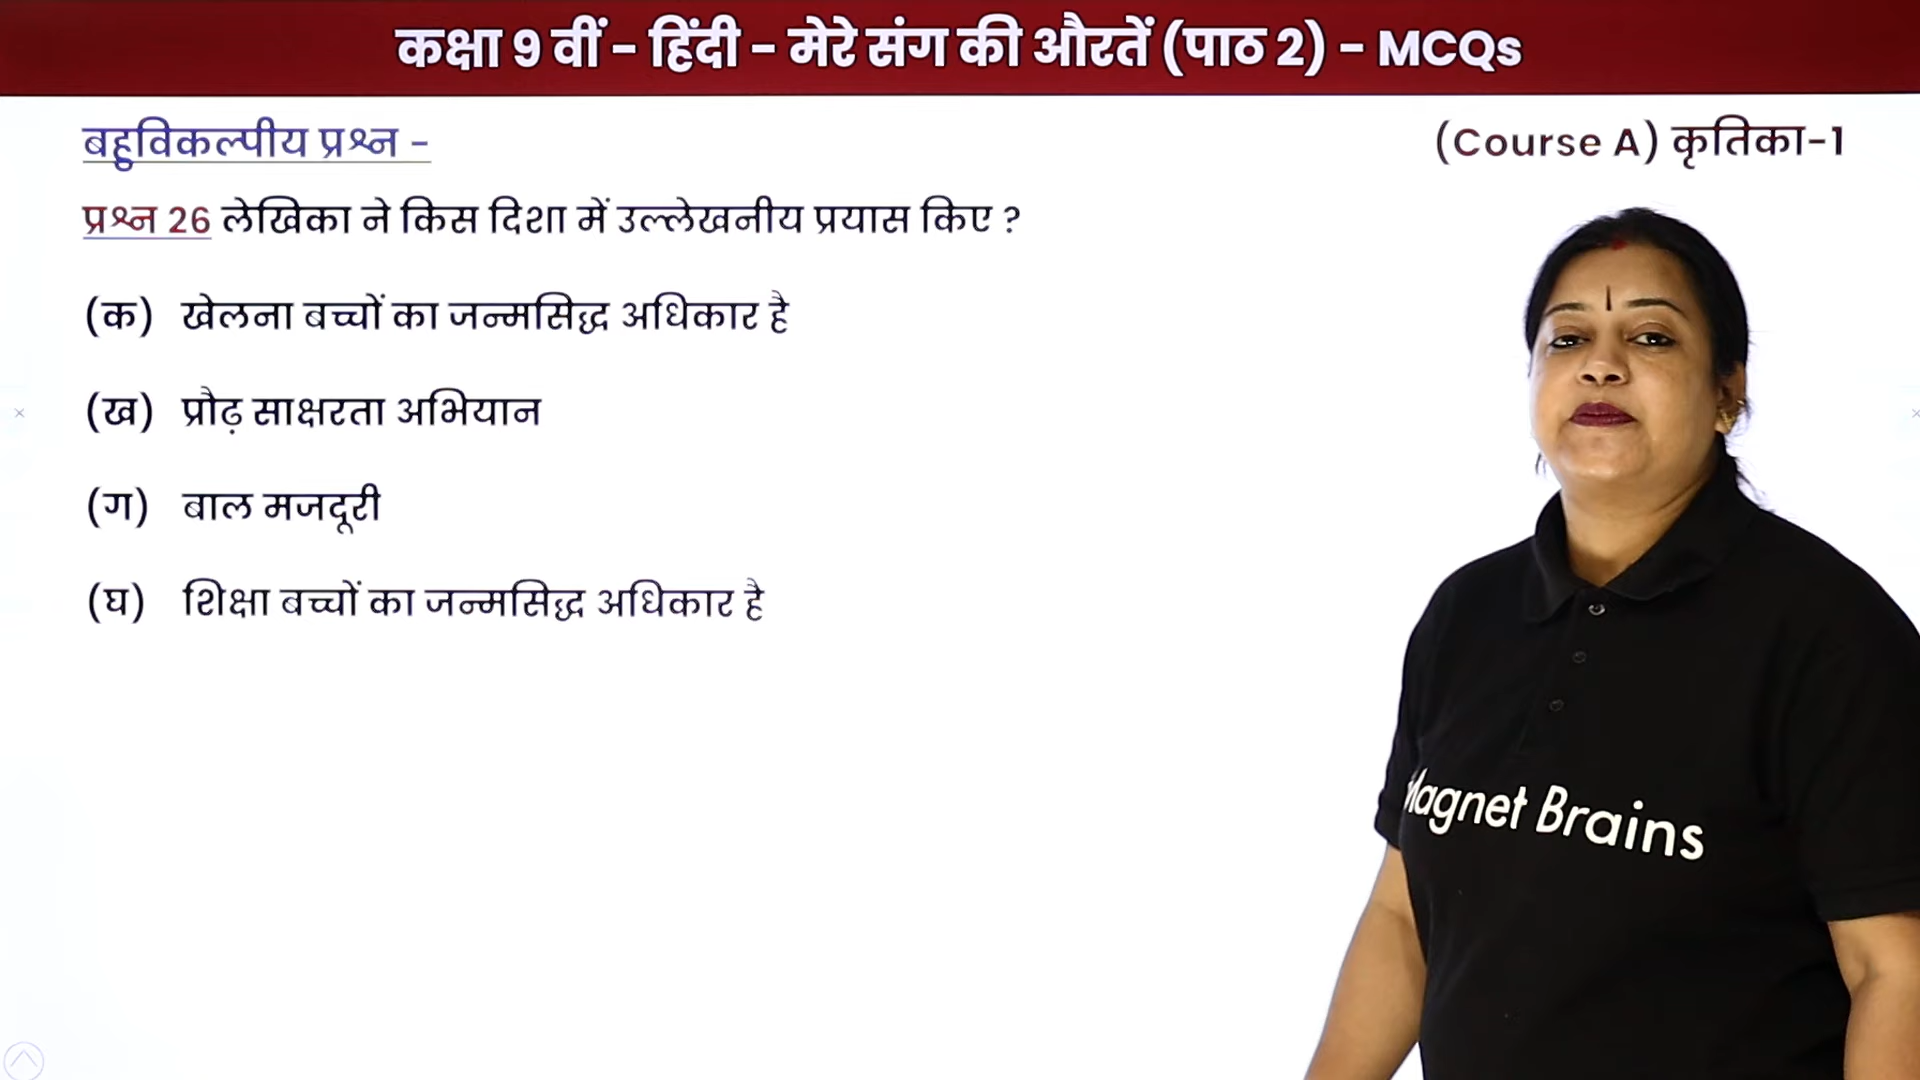 कक्षा 9 वीं - हिंदी - मेरे संग की औरतें (पाठ 2) - MCQs
बहुविकल्पीय प्रश्न -
(Course A) कृतिका-1
प्रश्न 26 लेखिका ने किस दिशा में उल्लेखनीय प्रयास किए ?
(क) खेलना बच्चों का जन्मसिद्ध अधिकार है
(ख) प्रौढ़ साक्षरता अभियान
(ग) बाल मजदूरी
(घ) शिक्षा बच्चों का जन्मसिद्ध अधिकार है
Magnet Brains